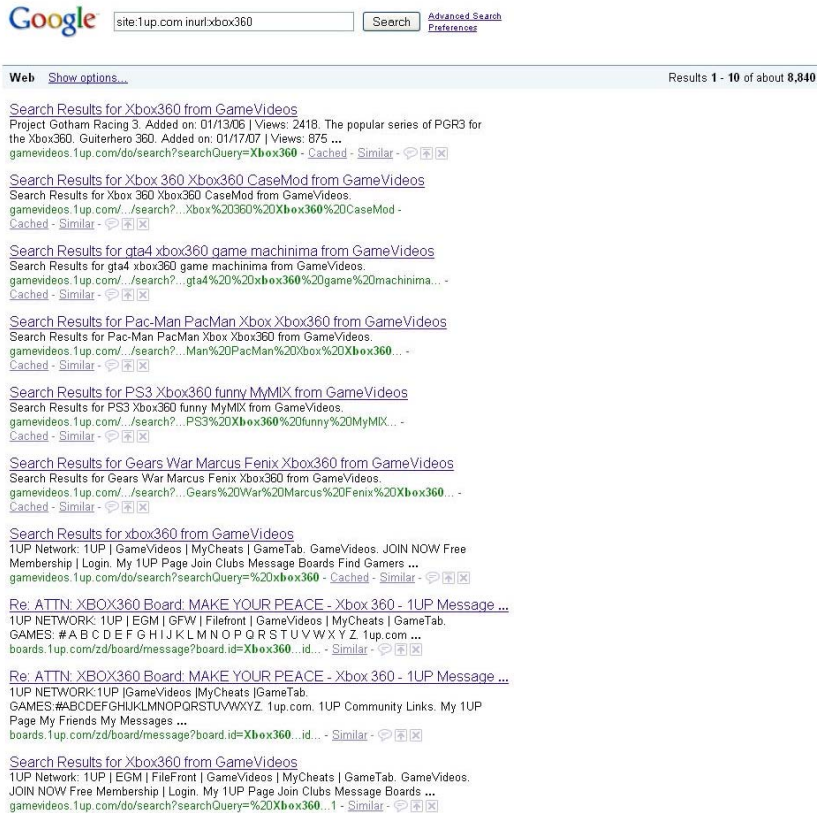 Google
site:1up.com inurl:xbox360
Search
Advanced Search
Preferences
Web Show options...
Results 1 - 10 of about 8,840
Search Results for Xbox360 from GameVideos
Project Gotham Racing 3. Added on: 01/13/06 | Views: 2418. The popular series of PGR3 for
the Xbox360. Guiterhero 360. Added on: 01/17/07 | Views: 875 ...
gamevideos.1up.com/do/search?searchQuery=Xbox360 - Cached - Similar -
Search Results for Xbox 360 Xbox360 CaseMod from GameVideos
Search Results for Xbox 360 Xbox360 CaseMod from GameVideos.
gamevideos.1up.com/.../search?...Xbox%20360%20Xbox360%20CaseMod -
Cached - Similar -
Search Results for gta4 xbox360 game machinima from GameVideos
Search Results for gta4 xbox360 game machinima from GameVideos.
gamevideos.1up.com/.../search?...gta4%20%20xbox360%20game%20machinima... -
Cached - Similar -
Search Results for Pac-Man PacMan Xbox Xbox360 from GameVideos
Search Results for Pac-Man PacMan Xbox Xbox360 from GameVideos.
gamevideos.1up.com/.../search?...Man%20PacMan%20Xbox%20Xbox360... -
Cached - Similar -
Search Results for PS3 Xbox360 funny MyMIX from GameVideos
Search Results for PS3 Xbox360 funny MyMIX from GameVideos.
gamevideos.1up.com/.../search?...PS3%20Xbox360%20funny%20MyMIX... -
Cached - Similar -
Search Results for Gears War Marcus Fenix Xbox360 from GameVideos
Search Results for Gears War Marcus Fenix Xbox360 from GameVideos.
gamevideos.1up.com/.../search?...Gears%20War%20Marcus%20Fenix%20Xbox360... -
Cached - Similar -
Search Results for xbox360 from GameVideos
1UP Network: 1UP | GameVideos | MyCheats | GameTab. GameVideos. JOIN NOW Free
Membership | Login. My 1UP Page Join Clubs Message Boards Find Gamers ...
gamevideos.1up.com/do/search?searchQuery=%20xbox360 - Cached - Similar -
Re: ATTN: XBOX360 Board: MAKE YOUR PEACE - Xbox 360 - 1UP Message ...
1UP NETWORK: 1UP | EGM | GFW | Filefront | GameVideos | MyCheats | GameTab.
GAMES: # A B C D E F G H I J K L M N O P Q R S T U V W X Y Z. 1up.com ...
boards.1up.com/zd/board/message?board.id=Xbox360...id... - Similar -
Re: ATTN: XBOX360 Board: MAKE YOUR PEACE - Xbox 360 - 1UP Message ...
1UP NETWORK:1UP |GameVideos |MyCheats |GameTab.
GAMES:#ABCDEFGHIJKLMNOPQRSTUVWXYZ. 1up.com. 1UP Community Links. My 1UP
Page My Friends My Messages ...
boards.1up.com/zd/board/message?board.id=Xbox360...id... - Similar -
Search Results for Xbox360 from GameVideos
1UP Network: 1UP | EGM | FileFront | GameVideos | MyCheats | GameTab. GameVideos.
JOIN NOW Free Membership | Login. My 1UP Page Join Clubs Message Boards ...
gamevideos.1up.com/do/search?searchQuery=%20Xbox360...1 - Similar -